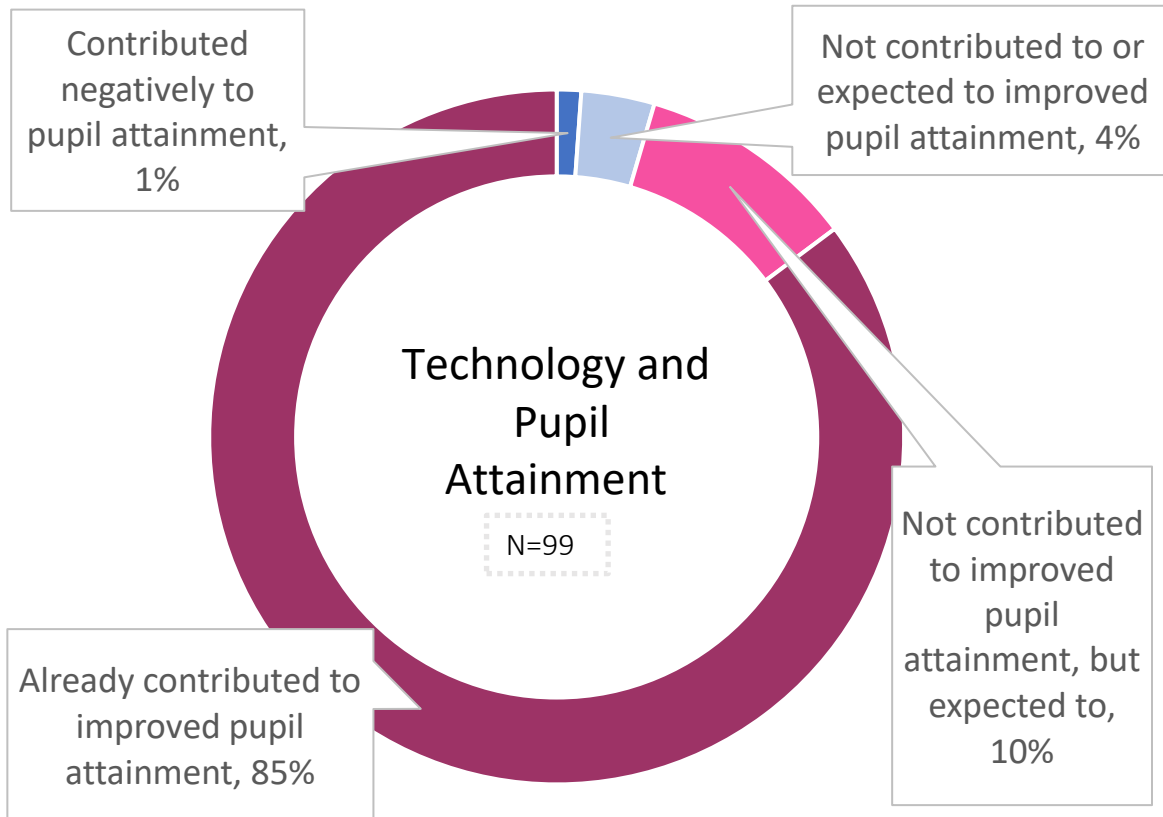 Contributed
negatively to
pupil attainment,
1%
Not contributed to or
expected to improved
pupil attainment, 4%
Technology and
Pupil
Attainment
N=99
Not contributed
to improved
pupil
attainment, but
expected to,
10%
Already contributed to
improved pupil
attainment, 85%